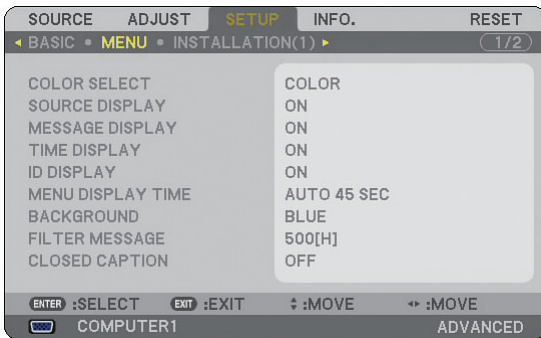 SOURCE ADJUST SETUP INFO. RESET
BASIC • MENU • INSTALLATION(1) 1/2
COLOR SELECT COLOR
SOURCE DISPLAY ON
MESSAGE DISPLAY ON
TIME DISPLAY ON
ID DISPLAY ON
MENU DISPLAY TIME AUTO 45 SEC
BACKGROUND BLUE
FILTER MESSAGE 500[H]
CLOSED CAPTION OFF
ENTER :SELECT EXIT :EXIT :MOVE :MOVE
COMPUTER1 ADVANCED